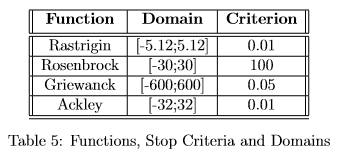 Function Domain Criterion
Rastrigin [-5.12;5.12] 0.01
Rosenbrock [-30;30] 100
Griewanck [-600;600] 0.05
Ackley [-32;32] 0.01
Table 5: Functions, Stop Criteria and Domains